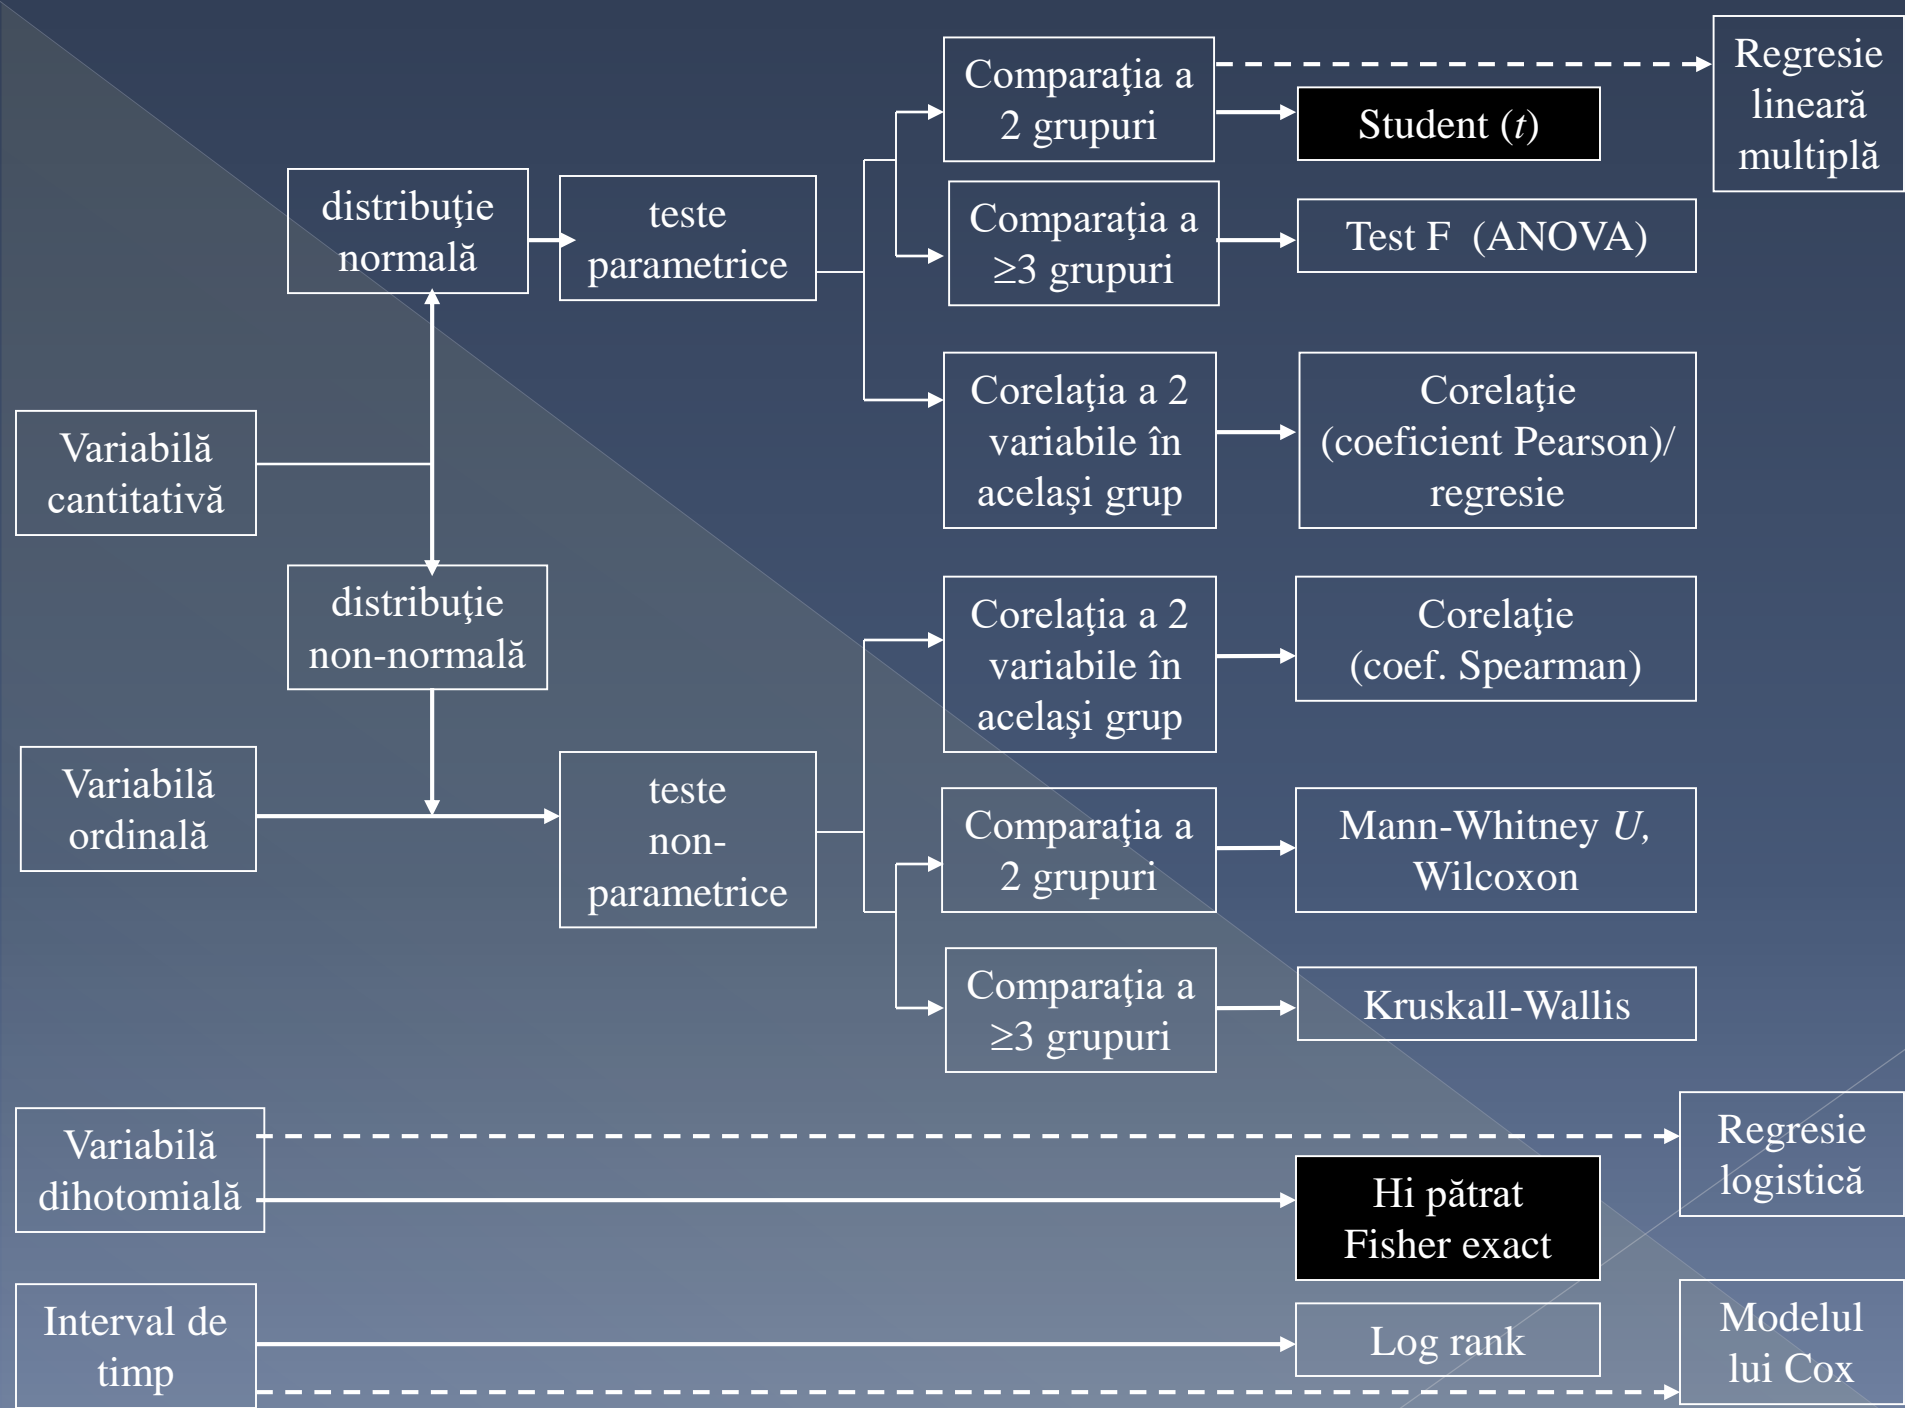 Comparaţia a
2 grupuri
Regresie
lineară
multiplă
Student (t)
distribuţie
normală
teste
parametrice
Comparaţia a
≥3 grupuri
Test F (ANOVA)
Corelaţia a 2
variabile în
acelaşi grup
Corelaţie
(coeficient Pearson)/
regresie
Variabilă
cantitativă
distribuţie
non-normală
Corelaţia a 2
variabile în
acelaşi grup
Corelaţie
(coef. Spearman)
Variabilă
ordinală
teste
non-
parametrice
Comparaţia a
2 grupuri
Mann-Whitney U,
Wilcoxon
Comparaţia a
≥3 grupuri
Kruskall-Wallis
Variabilă
dihotomială
Regresie
logistică
Hi pătrat
Fisher exact
Interval de
timp
Log rank
Modelul
lui Cox